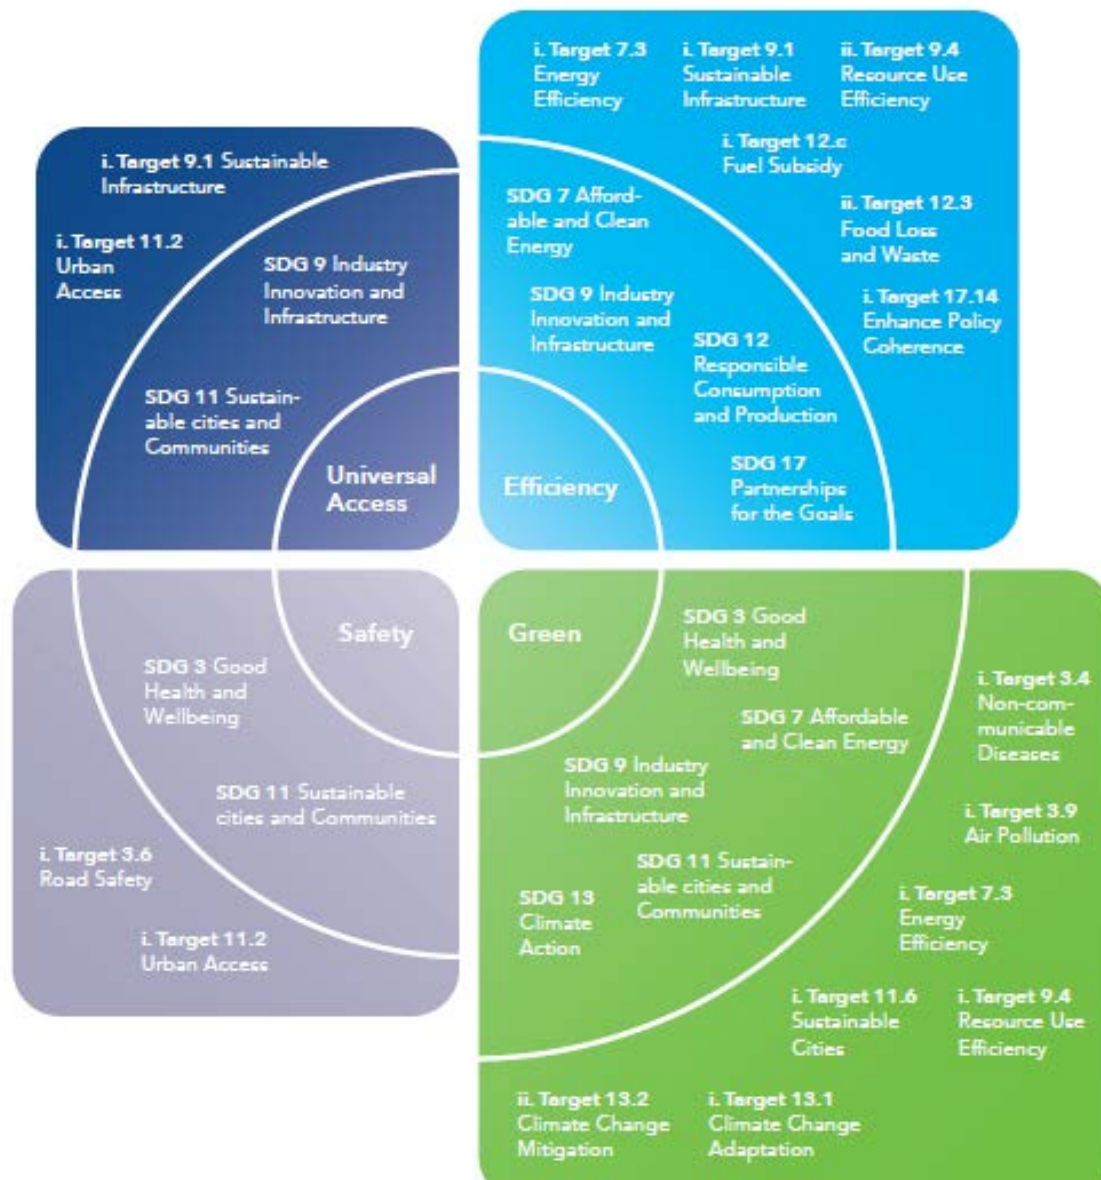 i. Target 9.1 Sustainable
Infrastructure
i. Target 11.2
Urban
Access
SDG 9 Industry
Innovation and
Infrastructure
SDG 11 Sustain-
able cities and
Communities
Universal
Access
i. Target 7.3
Energy
Efficiency
i. Target 9.1
Sustainable
Infrastructure
ii. Target 9.4
Resource Use
Efficiency
i. Target 12.c
Fuel Subsidy
ii. Target 12.3
Food Loss
and Waste
i. Target 17.14
Enhance Policy
Coherence
SDG 7 Afford-
able and Clean
Energy
SDG 9 Industry
Innovation and
Infrastructure
SDG 12
Responsible
Consumption
and Production
SDG 17
Partnerships
for the Goals
Efficiency
Safety
SDG 3 Good
Health and
Wellbeing
SDG 11 Sustainable
cities and Communities
i. Target 3.6
Road Safety
i. Target 11.2
Urban Access
Green
SDG 3 Good
Health and
Wellbeing
SDG 7 Affordable
and Clean Energy
SDG 9 Industry
Innovation and
Infrastructure
SDG 11 Sustain-
able cities and
Communities
SDG 13
Climate
Action
i. Target 3.4
Non-com-
municable
Diseases
i. Target 3.9
Air Pollution
i. Target 7.3
Energy
Efficiency
i. Target 11.6
Sustainable
Cities
i. Target 9.4
Resource Use
Efficiency
ii. Target 13.2
Climate Change
Mitigation
i. Target 13.1
Climate Change
Adaptation